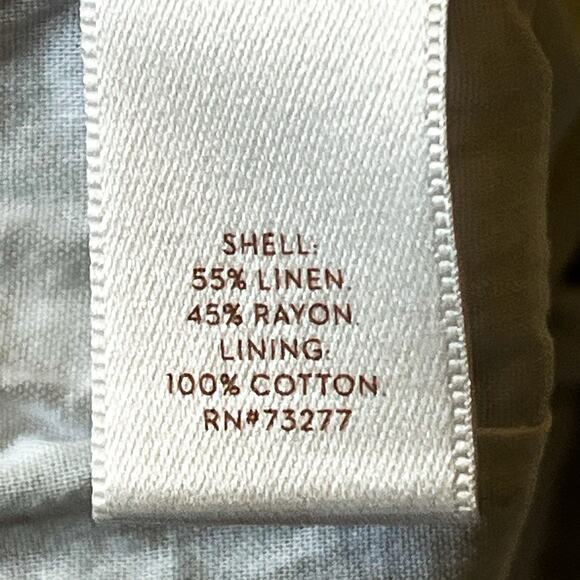 SHELL:
55% LINEN.
45% RAYON.
LINING:
100% COTTON.
RN#73277